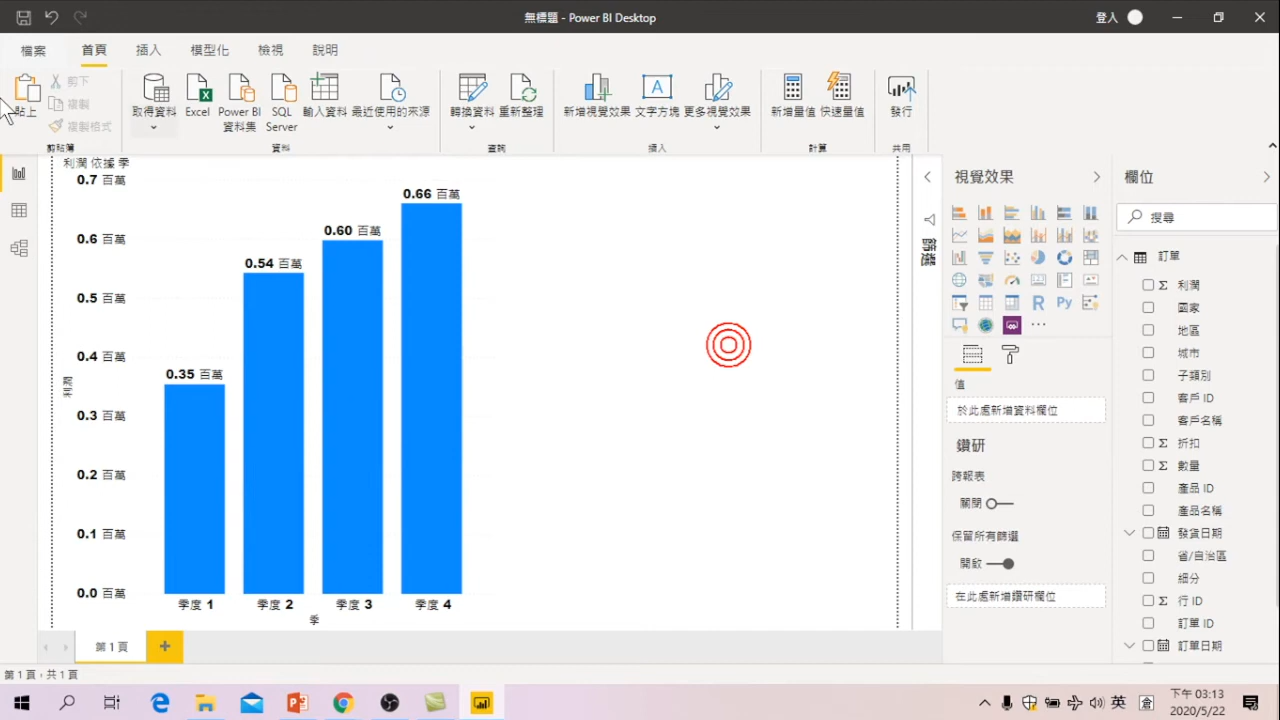 無標題 - Power BI Desktop
登入
檔案
首頁
插入
模型化
檢視
說明
貼上
剪下
複製
複製格式
剪貼簿
取得資料
Excel
Power BI
資料集
SQL
Server
輸入資料
最近使用的來源
資料
轉換資料
重新整理
查詢
新增視覺效果
文字方塊
更多視覺效果
插入
新增量值
快速量值
計算
發行
共用
利潤 依據 季
0.7 百萬
0.6 百萬
0.5 百萬
0.4 百萬
0.3 百萬
0.2 百萬
0.1 百萬
0.0 百萬
利潤
0.35 百萬
0.54 百萬
0.60 百萬
0.66 百萬
季度 1
季度 2
季度 3
季度 4
季
篩選
視覺效果
R
Py
值
於此處新增資料欄位
鑽研
跨報表
關閉
保留所有篩選
開啟
在此處新增鑽研欄位
欄位
搜尋
訂單
利潤
國家
地區
城市
子類別
客戶 ID
客戶名稱
折扣
數量
產品 ID
產品名稱
發貨日期
省/自治區
細分
行 ID
訂單 ID
訂單日期
第 1 頁
第 1 頁，共 1 頁
英
倉
下午 03:13
2020/5/22